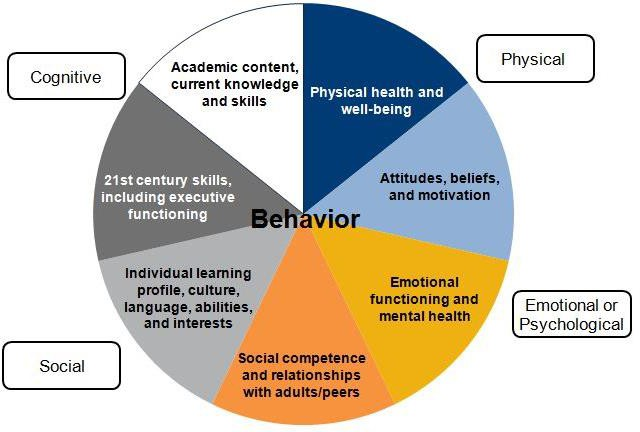 Cognitive
Academic content,
current knowledge
and skills
Physical
Physical health and
well-being
Attitudes, beliefs,
and motivation
21st century skills,
including executive
functioning
Behavior
Individual learning
profile, culture,
language, abilities,
and interests
Emotional
functioning and
mental health
Emotional or
Psychological
Social
Social competence
and relationships
with adults/peers